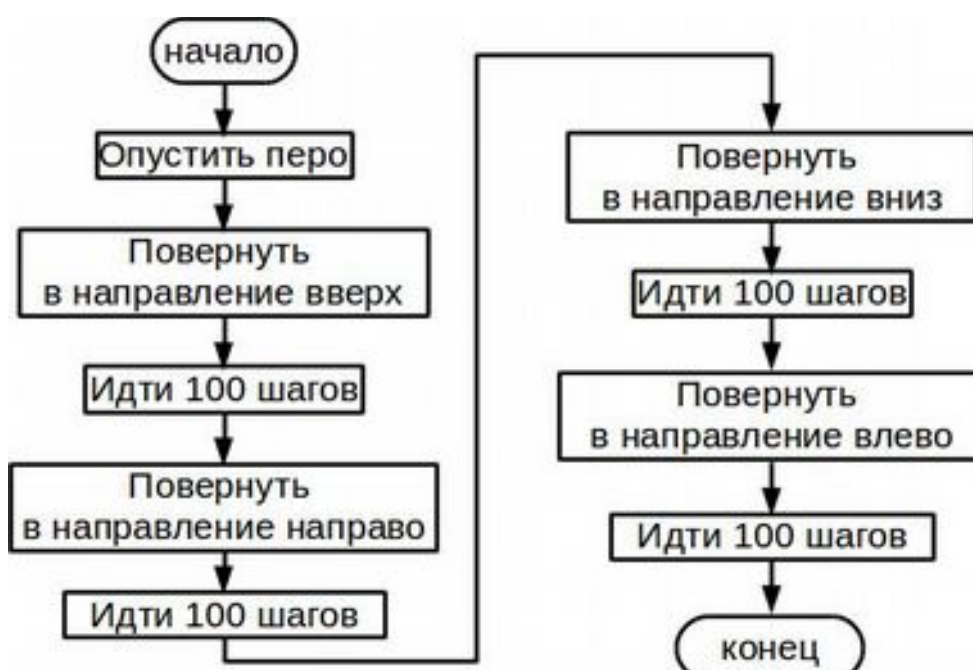 начало
Опустить перо
Повернуть
в направление вверх
Идти 100 шагов
Повернуть
в направление направо
Идти 100 шагов
Повернуть
в направление вниз
Идти 100 шагов
Повернуть
в направление влево
Идти 100 шагов
конец